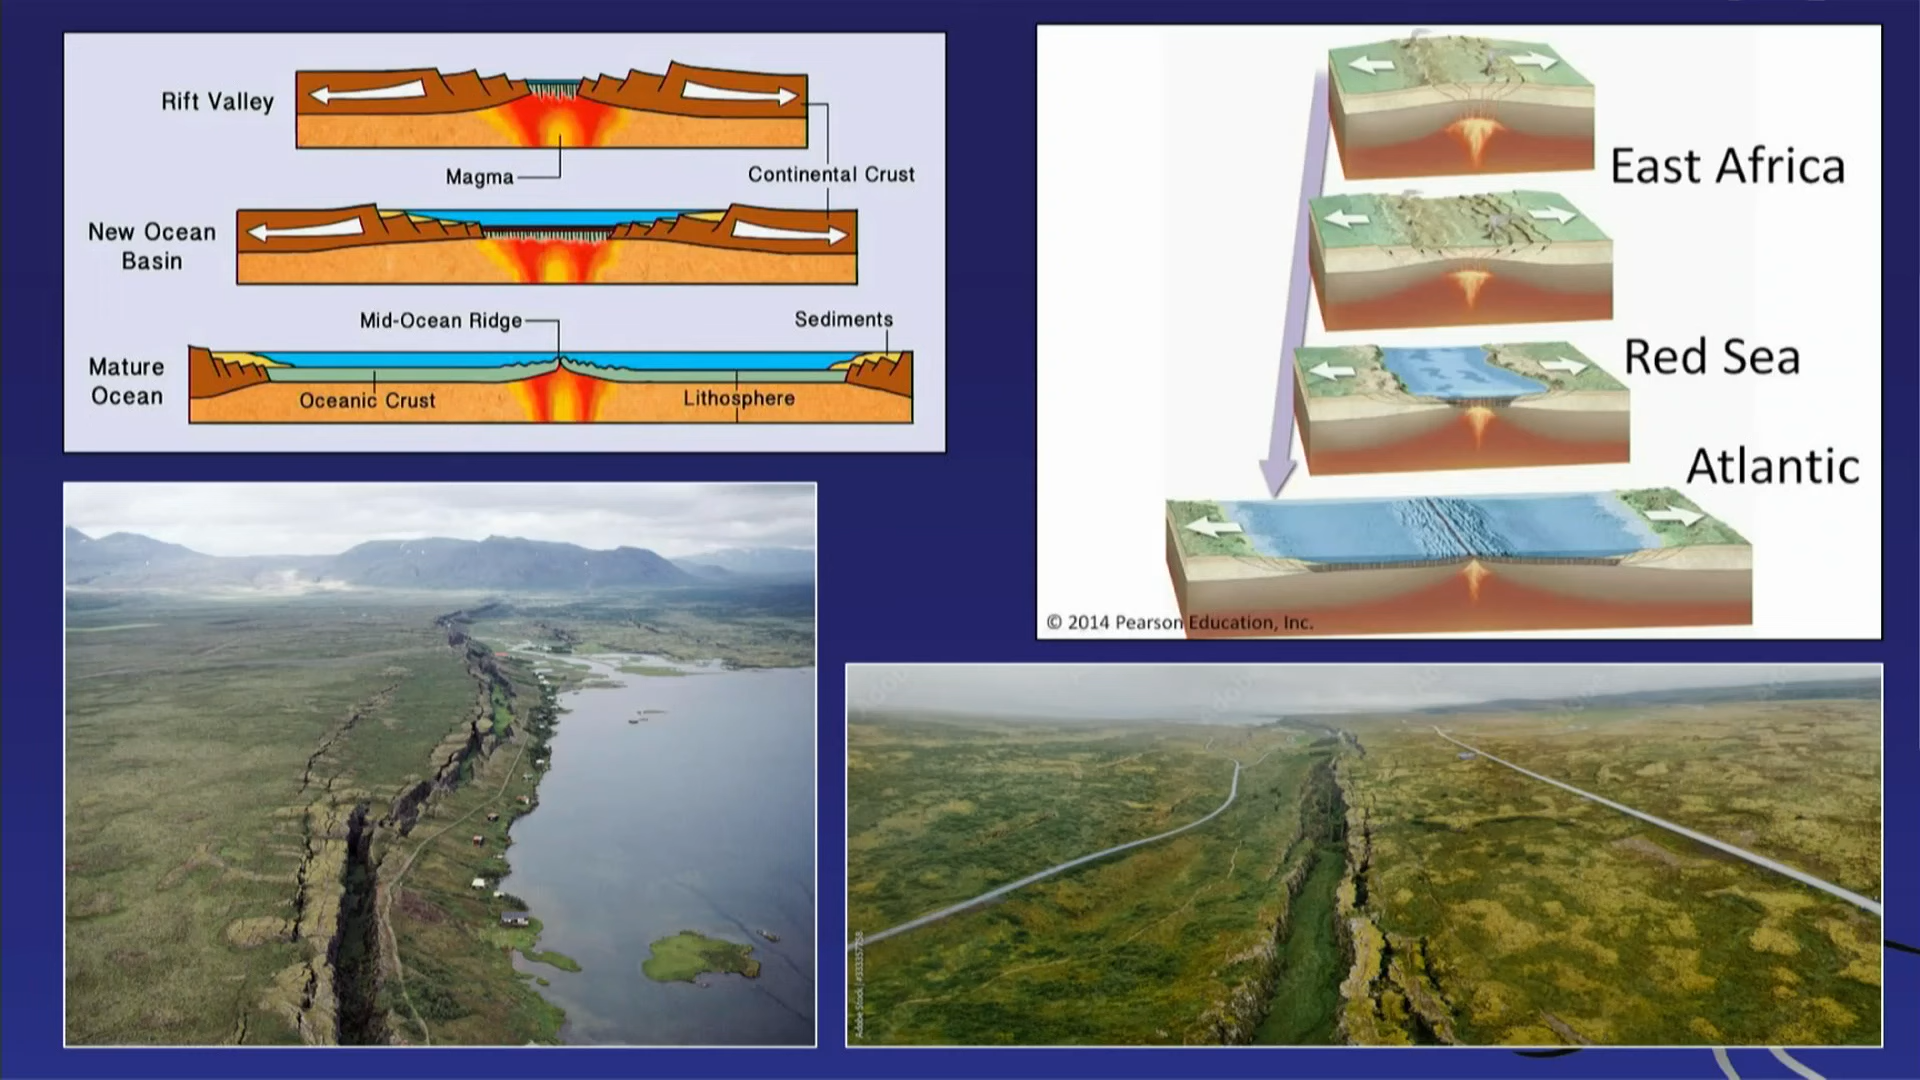 Rift Valley
Magma
Continental Crust
New Ocean
Basin
Mid-Ocean Ridge
Sediments
Mature
Ocean
Oceanic Crust
Lithosphere
East Africa
Red Sea
Atlantic
© 2014 Pearson Education, Inc.